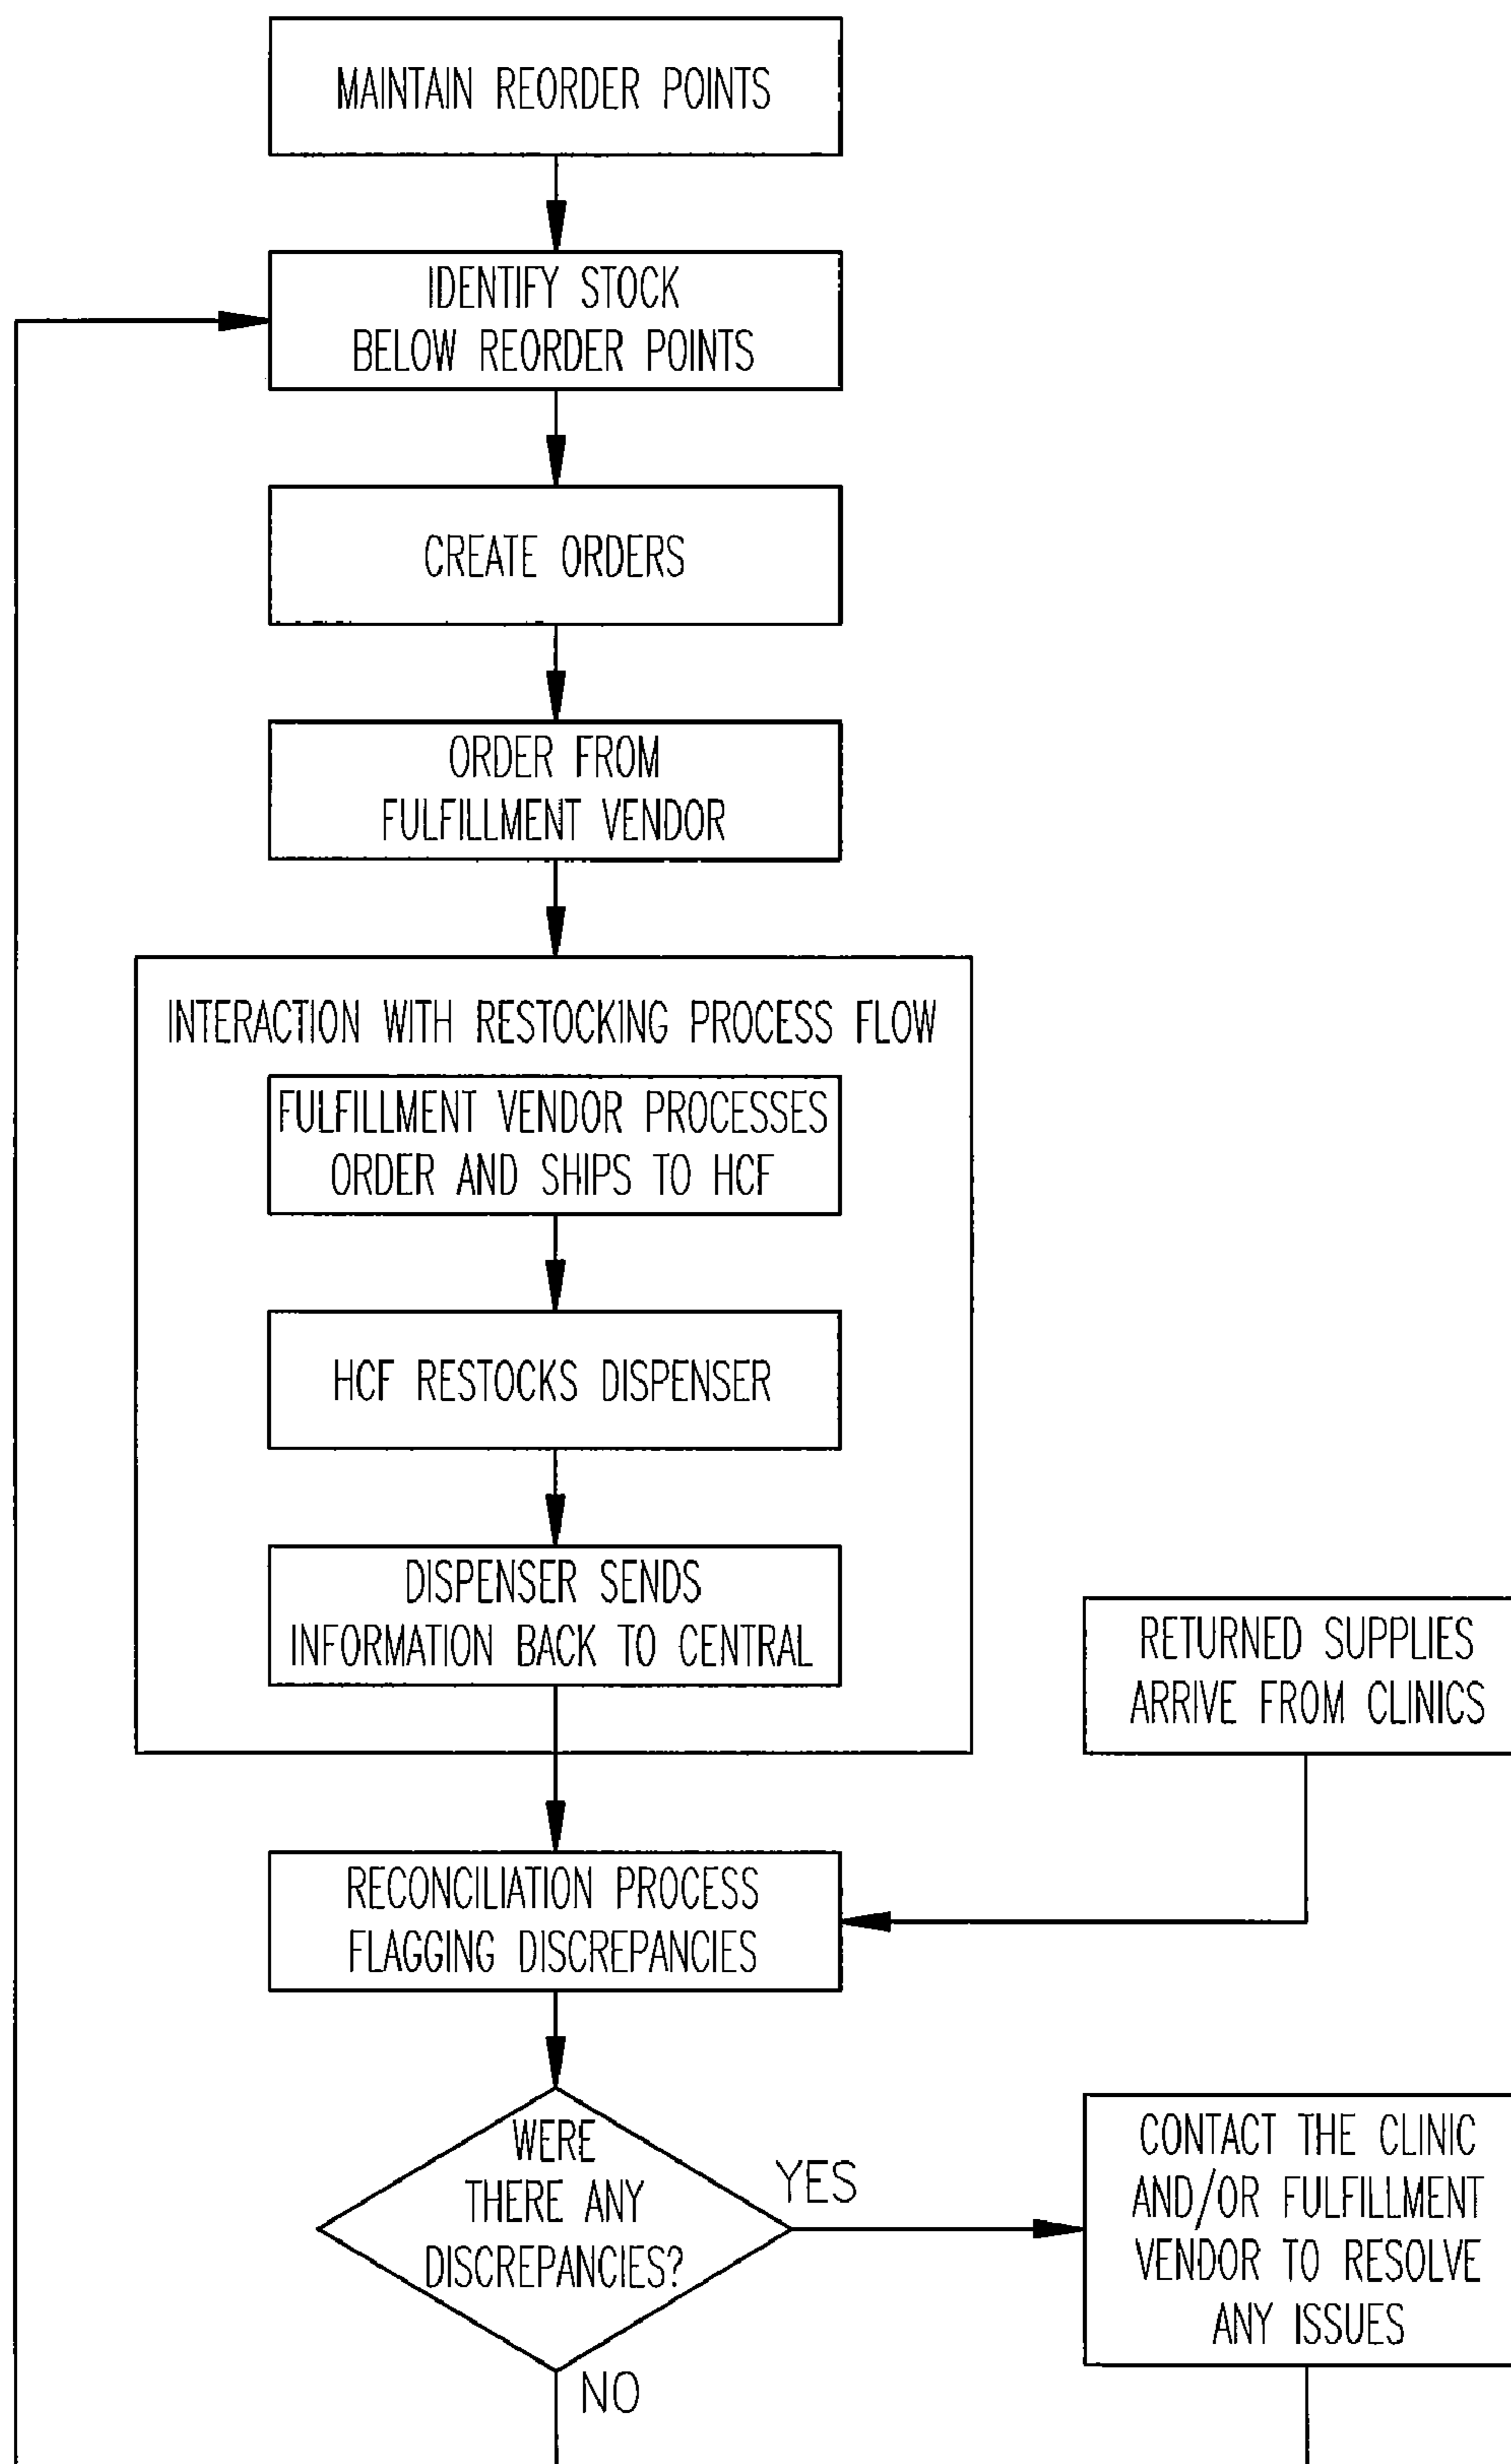 MAINTAIN REORDER POINTS
IDENTIFY STOCK
BELOW REORDER POINTS
CREATE ORDERS
ORDER FROM
FULFILLMENT VENDOR
INTERACTION WITH RESTOCKING PROCESS FLOW
FULFILLMENT VENDOR PROCESSES
ORDER AND SHIPS TO HCF
HCF RESTOCKS DISPENSER
DISPENSER SENDS
INFORMATION BACK TO CENTRAL
RETURNED SUPPLIES
ARRIVE FROM CLINICS
RECONCILIATION PROCESS
FLAGGING DISCREPANCIES
WERE
THERE ANY
DISCREPANCIES?
YES
CONTACT THE CLINIC
AND/OR FULFILLMENT
VENDOR TO RESOLVE
ANY ISSUES
NO